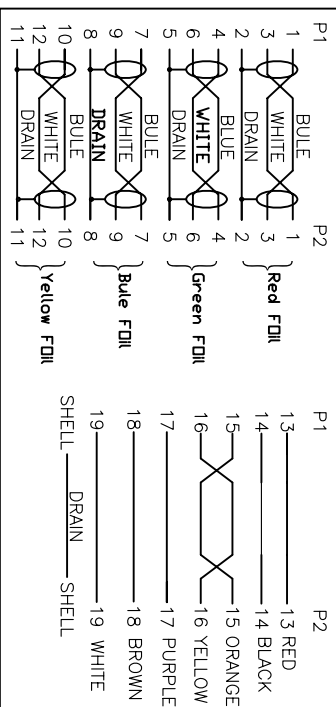 P1 P2
1 BULE 1
3 WHITE 3
2 DRAIN 2
Red FOil
4 BLUE 4
6 WHITE 6
5 DRAIN 5
Green FOil
7 BULE 7
9 WHITE 9
8 DRAIN 8
Bule FOil
10 BULE 10
12 WHITE 12
11 DRAIN 11
Yellow FOil
P1 P2
13 13 RED
14 14 BLACK
15 15 ORANGE
16 16 YELLOW
17 17 PURPLE
18 18 BROWN
19 19 WHITE
SHELL DRAIN SHELL